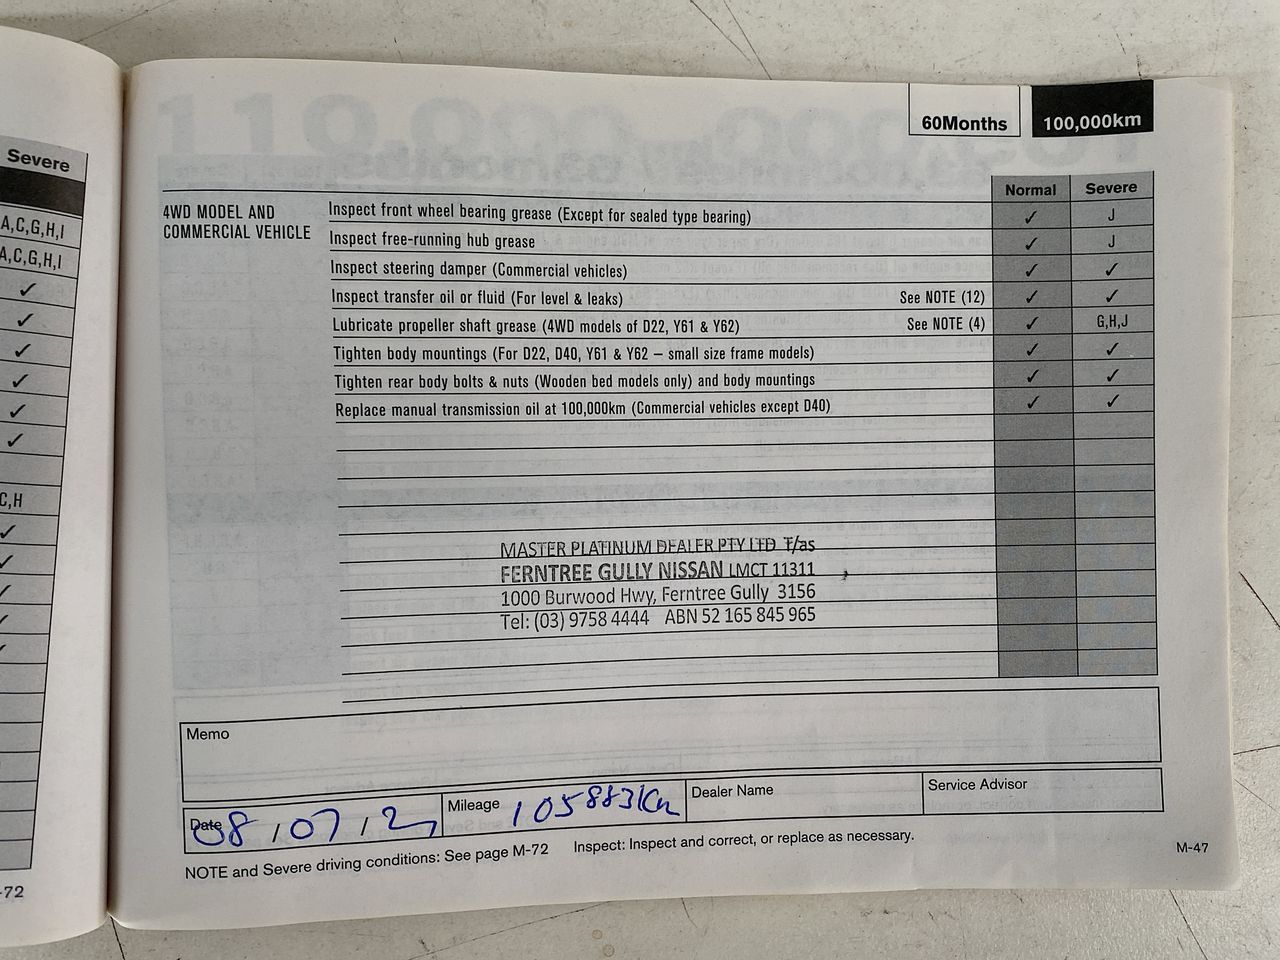 Severe
A,C,G,H,I
A,C,G,H,I
✓
✓
✓
✓
✓
✓
C,H
✓
✓
✓
✓
✓
-72
60Months 100,000km
Normal Severe
4WD MODEL AND
COMMERCIAL VEHICLE
Inspect front wheel bearing grease (Except for sealed type bearing) ✓ J
Inspect free-running hub grease ✓ J
Inspect steering damper (Commercial vehicles) ✓ ✓
Inspect transfer oil or fluid (For level & leaks) See NOTE (12) ✓ ✓
Lubricate propeller shaft grease (4WD models of D22, Y61 & Y62) See NOTE (4) ✓ G,H,J
Tighten body mountings (For D22, D40, Y61 & Y62 – small size frame models) ✓ ✓
Tighten rear body bolts & nuts (Wooden bed models only) and body mountings ✓ ✓
Replace manual transmission oil at 100,000km (Commercial vehicles except D40) ✓ ✓
MASTER PLATINUM DEALER PTY LTD T/as
FERNTREE GULLY NISSAN LMCT 11311
1000 Burwood Hwy, Ferntree Gully 3156
Tel: (03) 9758 4444 ABN 52 165 845 965
Memo
Date 08/07/2 Mileage 105883Km Dealer Name Service Advisor
NOTE and Severe driving conditions: See page M-72 Inspect: Inspect and correct, or replace as necessary.
M-47